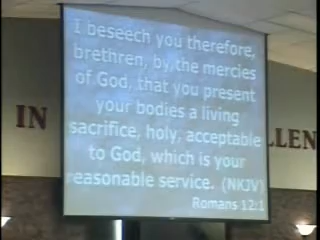 I beseech you therefore,
brethren, by the mercies
of God, that you present
your bodies a living
sacrifice, holy, acceptable
to God, which is your
reasonable service. (NKJV)
Romans 12:1
IN
LLEN